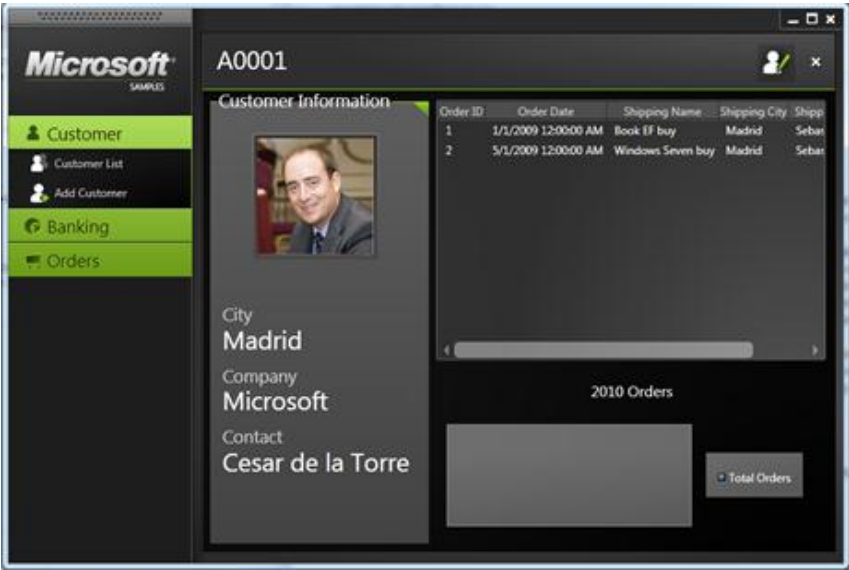 Microsoft
SAMPLES
Customer
Customer List
Add Customer
Banking
Orders
A0001
Customer Information
City
Madrid
Company
Microsoft
Contact
Cesar de la Torre
Order ID Order Date Shipping Name Shipping City Shipp
1 1/1/2009 12:00:00 AM Book EF buy Madrid Sebas
2 5/1/2009 12:00:00 AM Windows Seven buy Madrid Sebas
2010 Orders
Total Orders